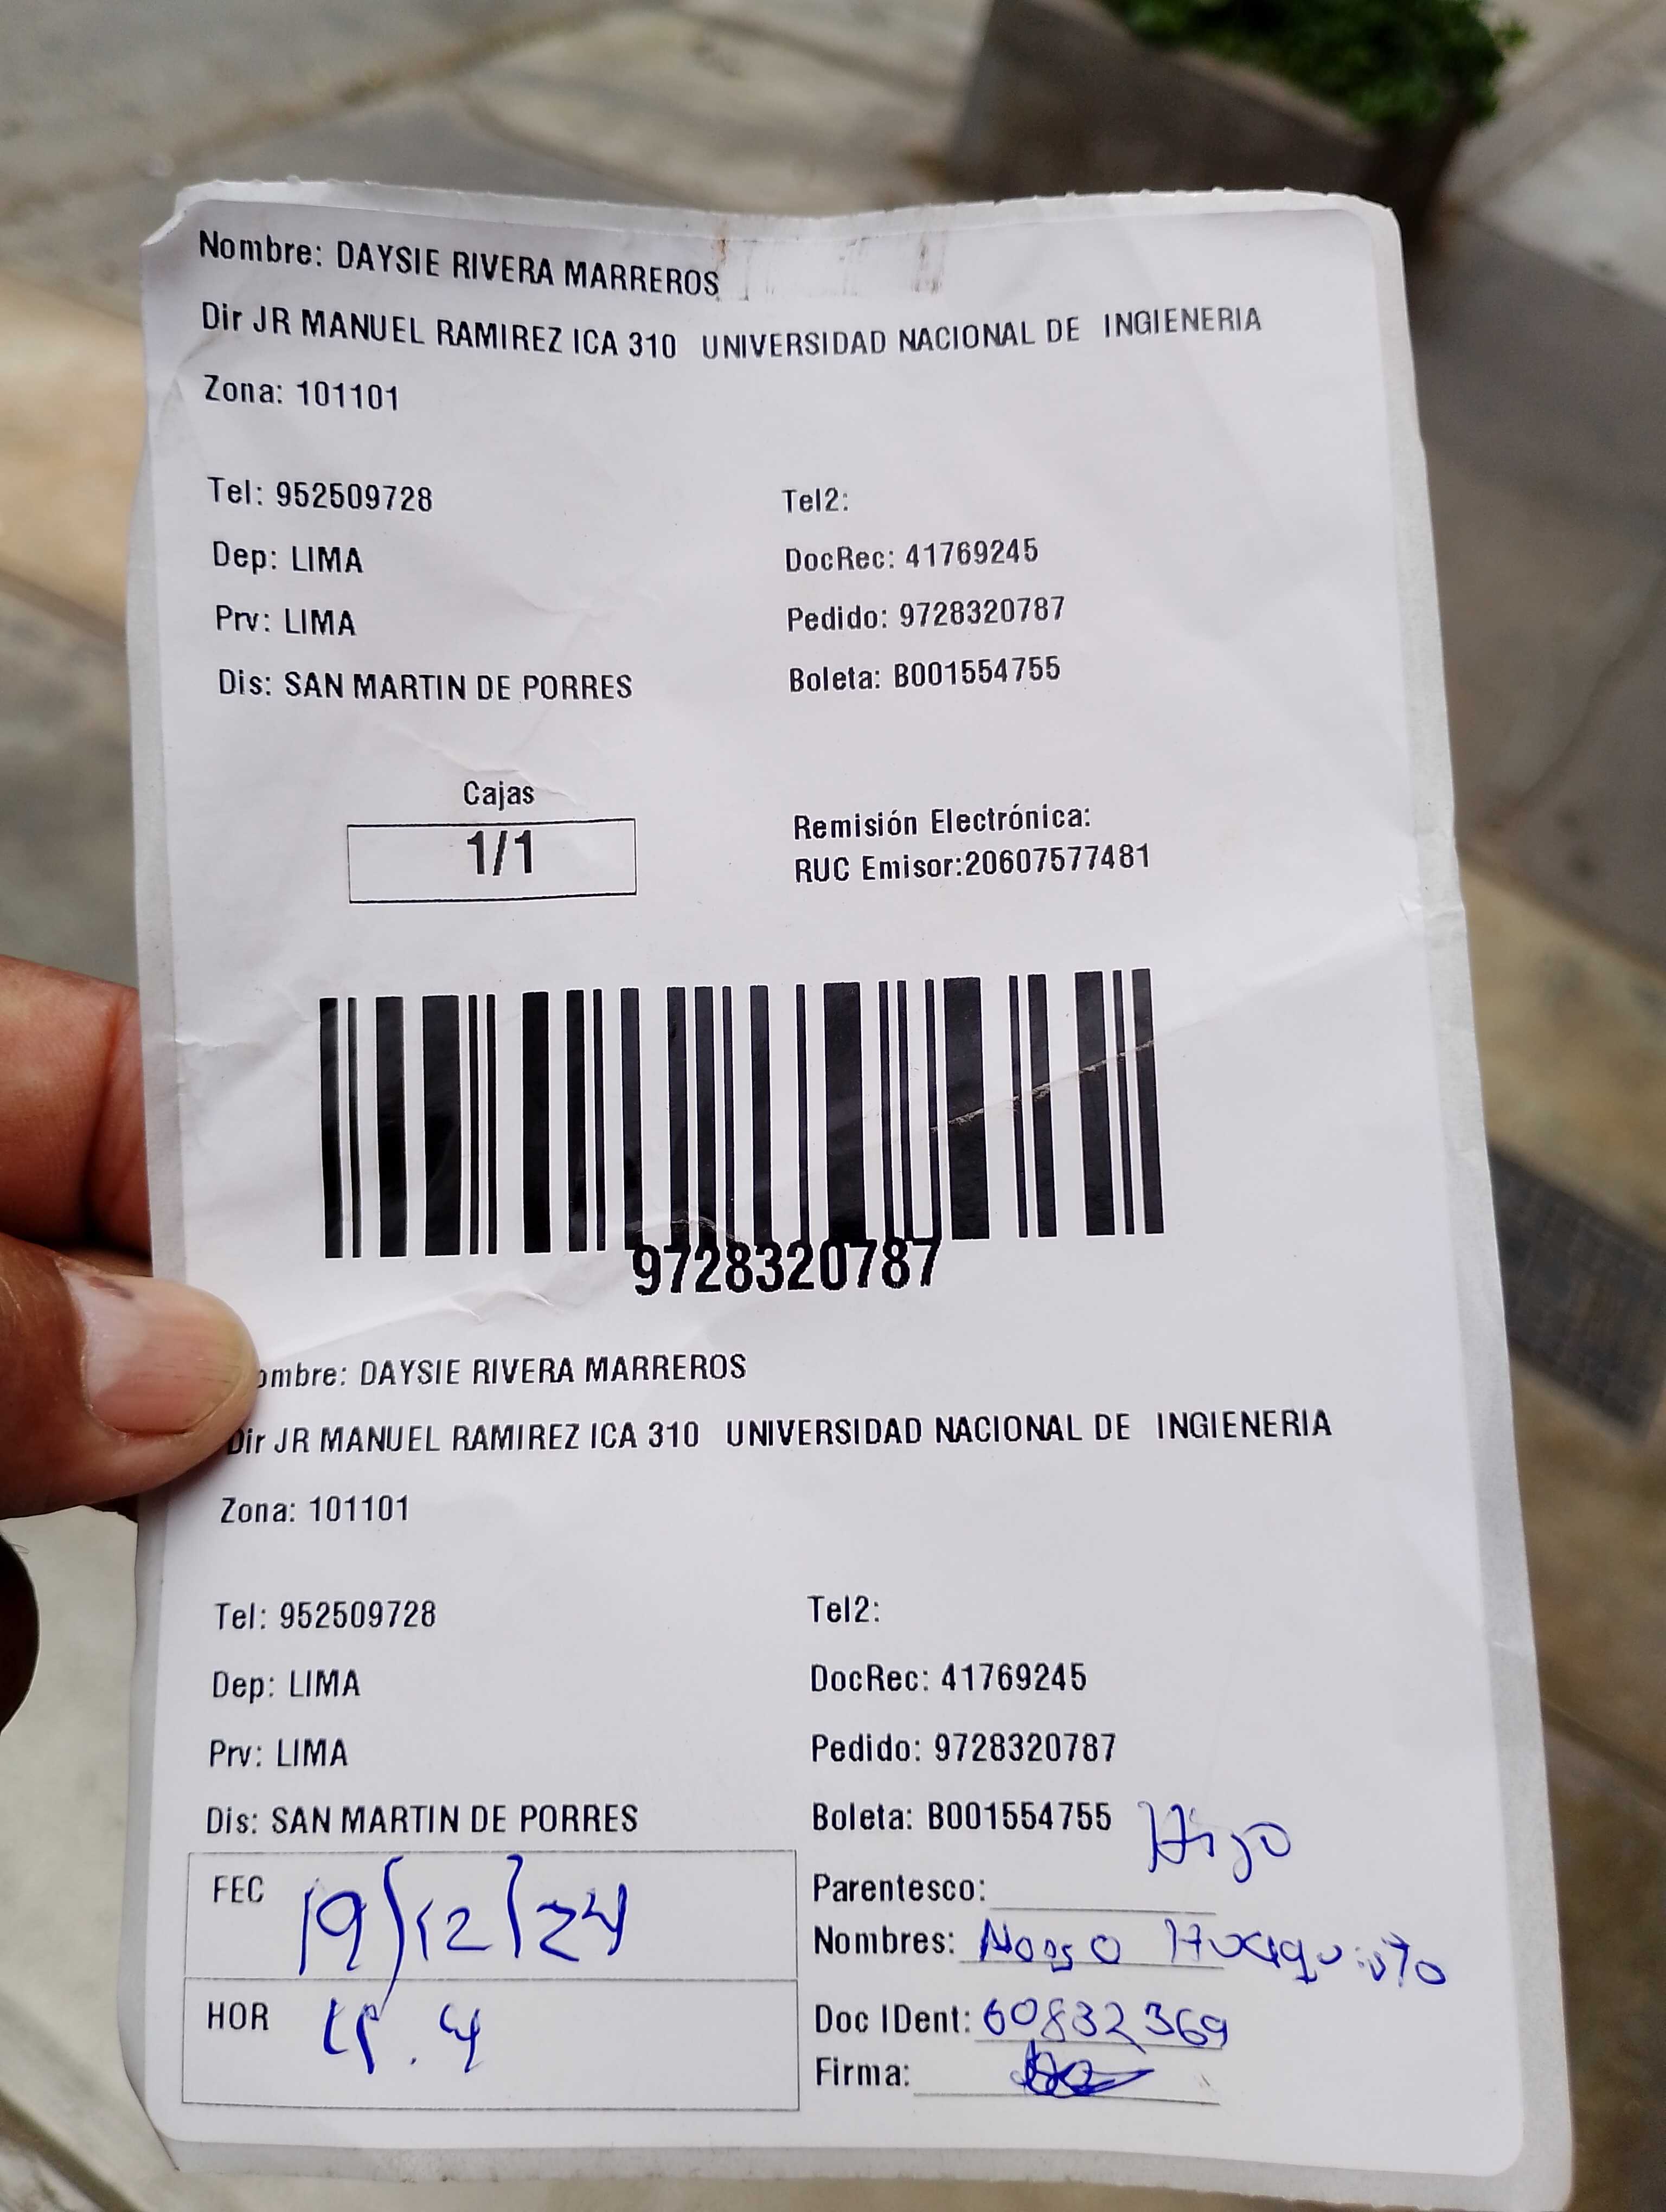 Nombre: DAYSIE RIVERA MARREROS
Dir JR MANUEL RAMIREZ ICA 310 UNIVERSIDAD NACIONAL DE INGIENERIA
Zona: 101101
Tel: 952509728 Tel2:
Dep: LIMA DocRec: 41769245
Prv: LIMA Pedido: 9728320787
Dis: SAN MARTIN DE PORRES Boleta: B001554755
Cajas
1/1
Remisión Electrónica:
RUC Emisor:20607577481
9728320787
ombre: DAYSIE RIVERA MARREROS
Dir JR MANUEL RAMIREZ ICA 310 UNIVERSIDAD NACIONAL DE INGIENERIA
Zona: 101101
Tel: 952509728 Tel2:
Dep: LIMA DocRec: 41769245
Prv: LIMA Pedido: 9728320787
Dis: SAN MARTIN DE PORRES Boleta: B001554755
Hijo
FEC 19/12/24
Parentesco:
Nombres:
HOR
Doc IDent: 60832369
Firma: